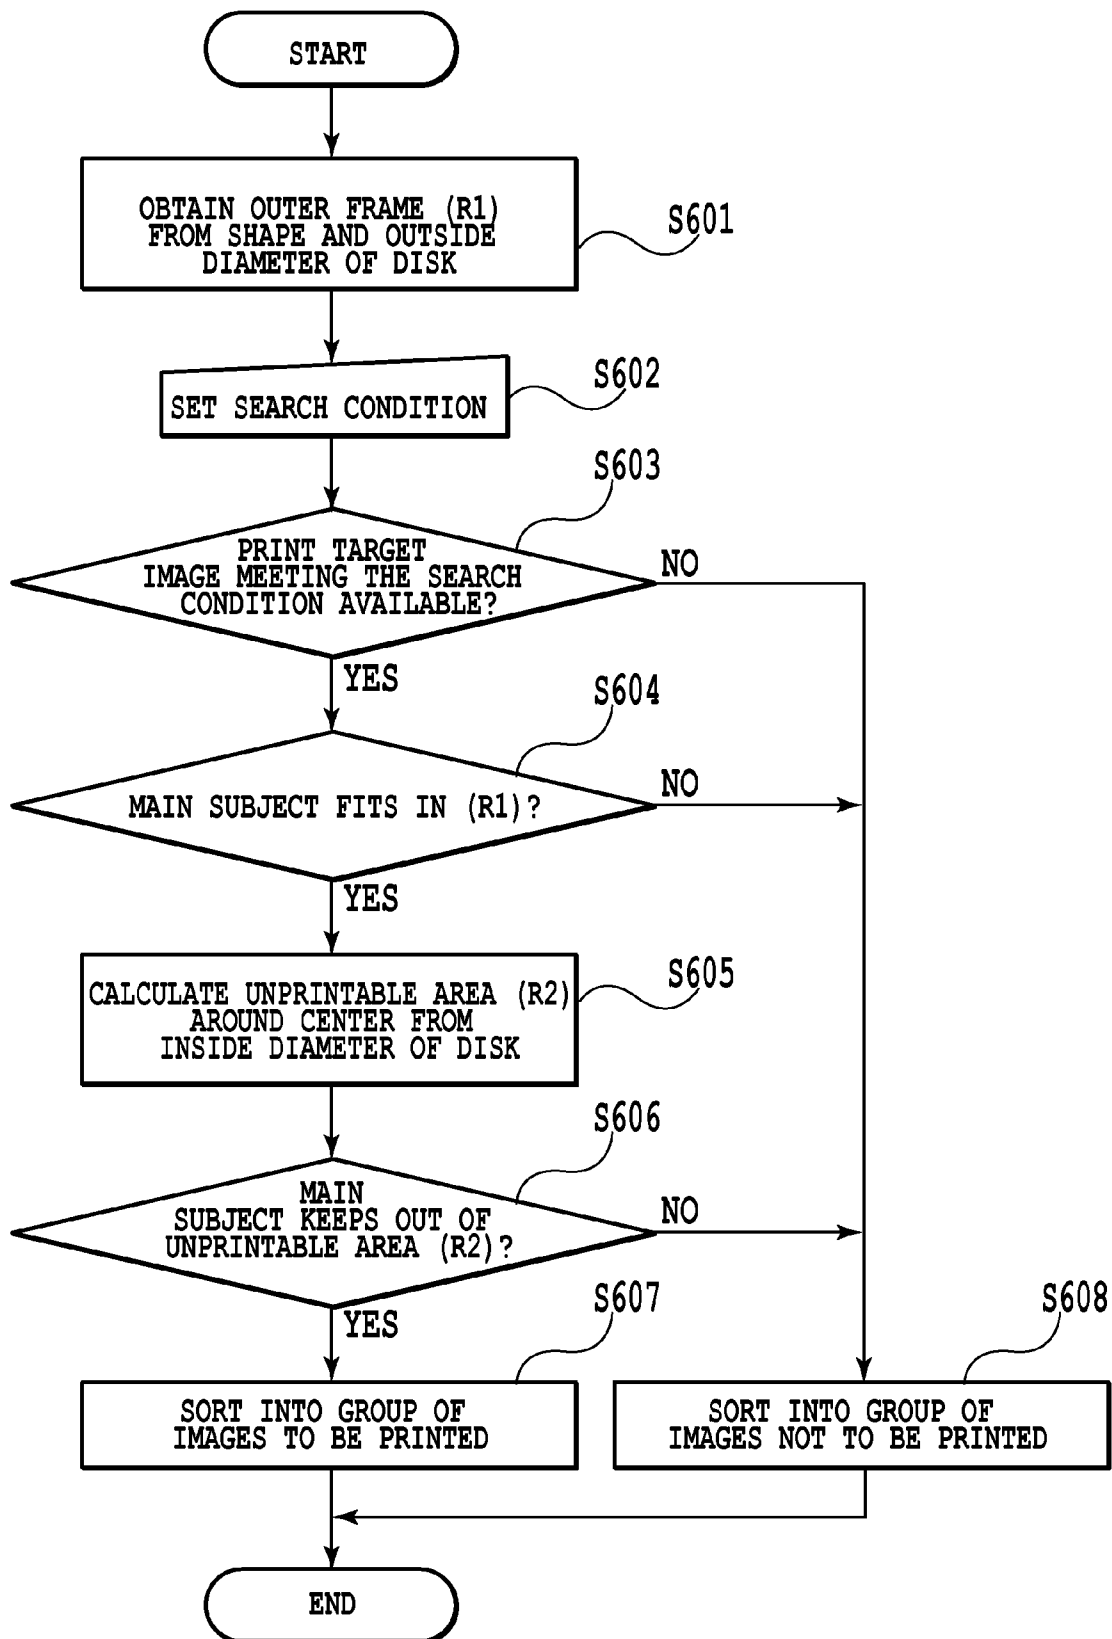 START
OBTAIN OUTER FRAME (R1)
FROM SHAPE AND OUTSIDE
DIAMETER OF DISK
S601
SET SEARCH CONDITION
S602
S603
PRINT TARGET
IMAGE MEETING THE SEARCH
CONDITION AVAILABLE?
NO
YES
S604
MAIN SUBJECT FITS IN (R1)?
NO
YES
CALCULATE UNPRINTABLE AREA (R2)
AROUND CENTER FROM
INSIDE DIAMETER OF DISK
S605
S606
MAIN
SUBJECT KEEPS OUT OF
UNPRINTABLE AREA (R2)?
NO
YES
S607
SORT INTO GROUP OF
IMAGES TO BE PRINTED
S608
SORT INTO GROUP OF
IMAGES NOT TO BE PRINTED
END